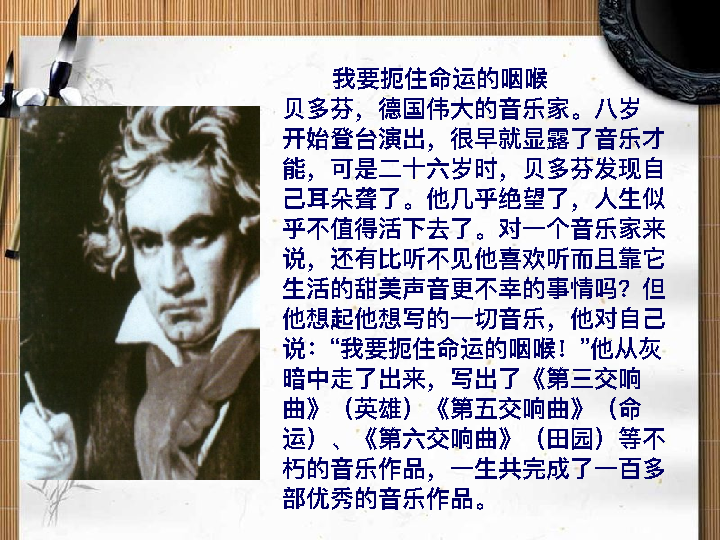 我要扼住命运的咽喉
贝多芬，德国伟大的音乐家。八岁
开始登台演出，很早就显露了音乐才
能，可是二十六岁时，贝多芬发现自
己耳朵聋了。他几乎绝望了，人生似
乎不值得活下去了。对一个音乐家来
说，还有比听不见他喜欢听而且靠它
生活的甜美声音更不幸的事情吗？但
他想起他想写的一切音乐，他对自己
说：“我要扼住命运的咽喉！”他从灰
暗中走了出来，写出了《第三交响
曲》（英雄）《第五交响曲》（命
运）、《第六交响曲》（田园）等不
朽的音乐作品，一生共完成了一百多
部优秀的音乐作品。